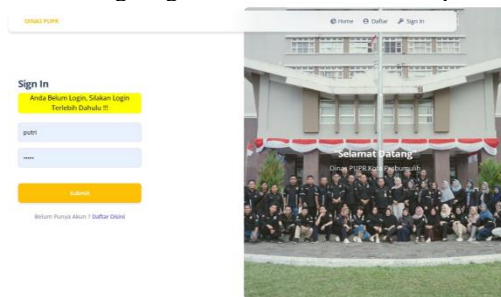 DINAS PUPR
Home Daftar Sign In
Sign In
Anda Belum Login, Silakan Login
Terlebih Dahulu !!!
putri
•••••
Submit
Belum Punya Akun ? Daftar Disini
Selamat Datang
Dinas PUPR Kota Prabumulih